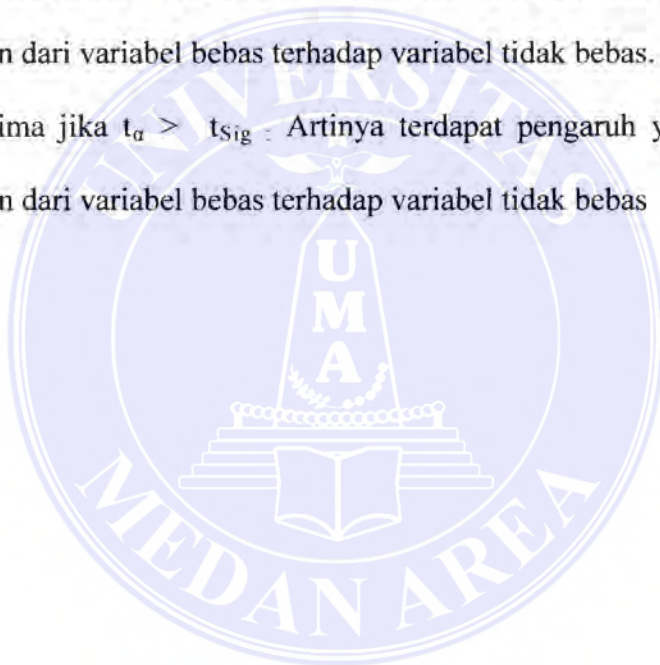 n dari variabel bebas terhadap variabel tidak bebas.
ima jika tα > tSig . Artinya terdapat pengaruh y
n dari variabel bebas terhadap variabel tidak bebas
UNIVERSITAS
U
M
A
MEDAN AREA